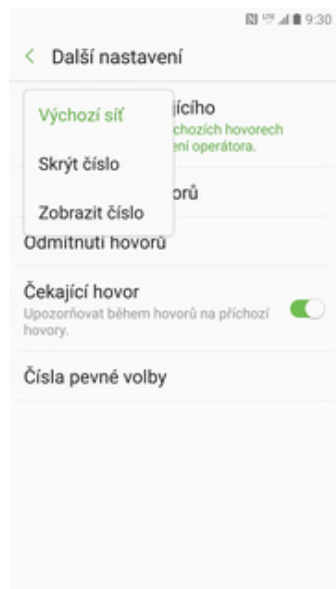 9:30
Další nastavení
Výchozí síť
Skrýt číslo
Zobrazit číslo
jícího
chozích hovorech
ení operátora.
orů
Odmítnutí hovorů
Čekající hovor
Upozorňovat během hovorů na příchozí
hovory.
Čísla pevné volby